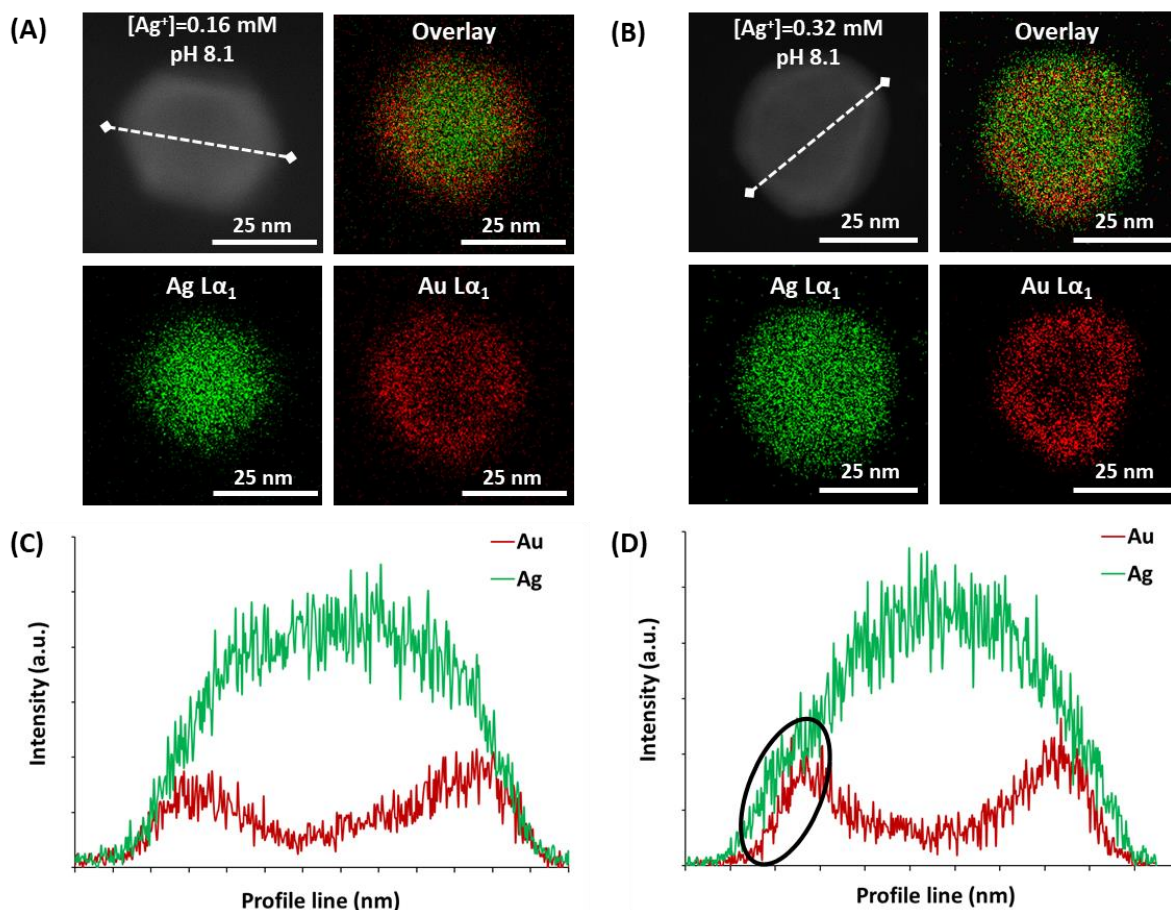 (A)
[Ag⁺]=0.16 mM
pH 8.1
25 nm
Overlay
25 nm
Ag Lα₁
25 nm
Au Lα₁
25 nm
(B)
[Ag⁺]=0.32 mM
pH 8.1
25 nm
Overlay
25 nm
Ag Lα₁
25 nm
Au Lα₁
25 nm
(C)
Au
Ag
Intensity (a.u.)
Profile line (nm)
(D)
Au
Ag
Intensity (a.u.)
Profile line (nm)